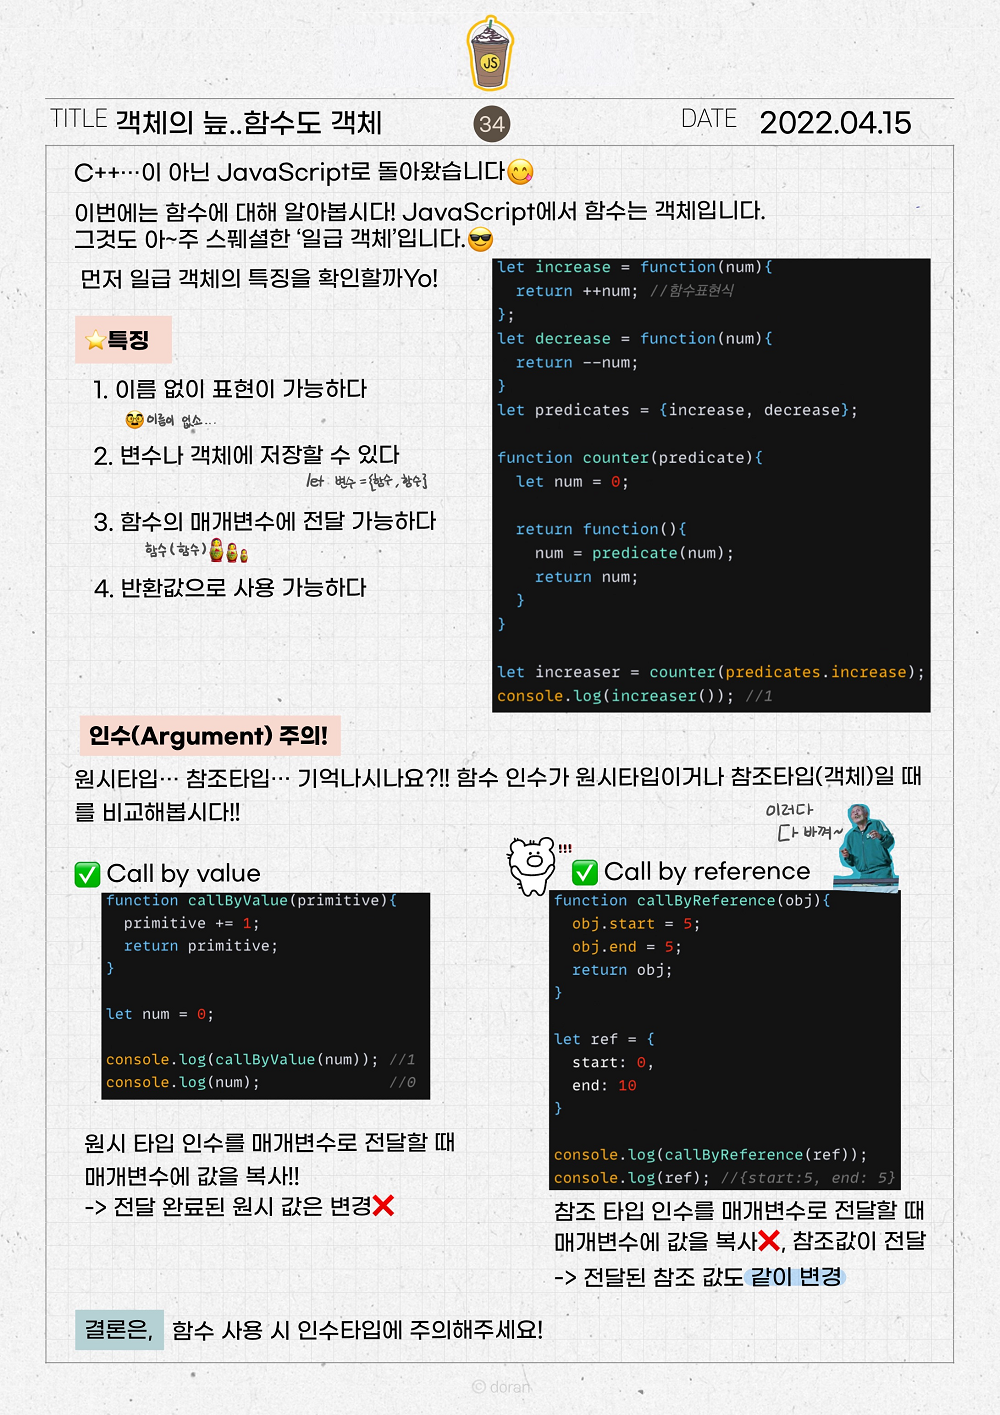 JS
TITLE 객체의 늪..함수도 객체
34
DATE 2022.04.15
C++...이 아닌 JavaScript로 돌아왔습니다😋
이번에는 함수에 대해 알아봅시다! JavaScript에서 함수는 객체입니다.
그것도 아~주 스페셜한 '일급 객체'입니다.😎
먼저 일급 객체의 특징을 확인할까Yo!
⭐특징
1. 이름 없이 표현이 가능하다
이름이 없소...
2. 변수나 객체에 저장할 수 있다
let 변수 = {함수, 함수}
3. 함수의 매개변수에 전달 가능하다
함수(함수)
4. 반환값으로 사용 가능하다
let increase = function(num){
  return ++num; //함수표현식
};
let decrease = function(num){
  return --num;
}
let predicates = {increase, decrease};
function counter(predicate){
  let num = 0;
  return function(){
    num = predicate(num);
    return num;
  }
}
let increaser = counter(predicates.increase);
console.log(increaser()); //1
인수(Argument) 주의!
원시타입... 참조타입... 기억나시나요?!! 함수 인수가 원시타입이거나 참조타입(객체)일 때
를 비교해봅시다!!
✅ Call by value
function callByValue(primitive){
  primitive += 1;
  return primitive;
}
let num = 0;
console.log(callByValue(num)); //1
console.log(num); //0
원시 타입 인수를 매개변수로 전달할 때
매개변수에 값을 복사!!
-> 전달 완료된 원시 값은 변경❌
이러다
다 바껴~
!!!
✅ Call by reference
function callByReference(obj){
  obj.start = 5;
  obj.end = 5;
  return obj;
}
let ref = {
  start: 0,
  end: 10
}
console.log(callByReference(ref));
console.log(ref); //{start:5, end: 5}
참조 타입 인수를 매개변수로 전달할 때
매개변수에 값을 복사❌, 참조값이 전달
-> 전달된 참조 값도 같이 변경
결론은, 함수 사용 시 인수타입에 주의해주세요!
© doran